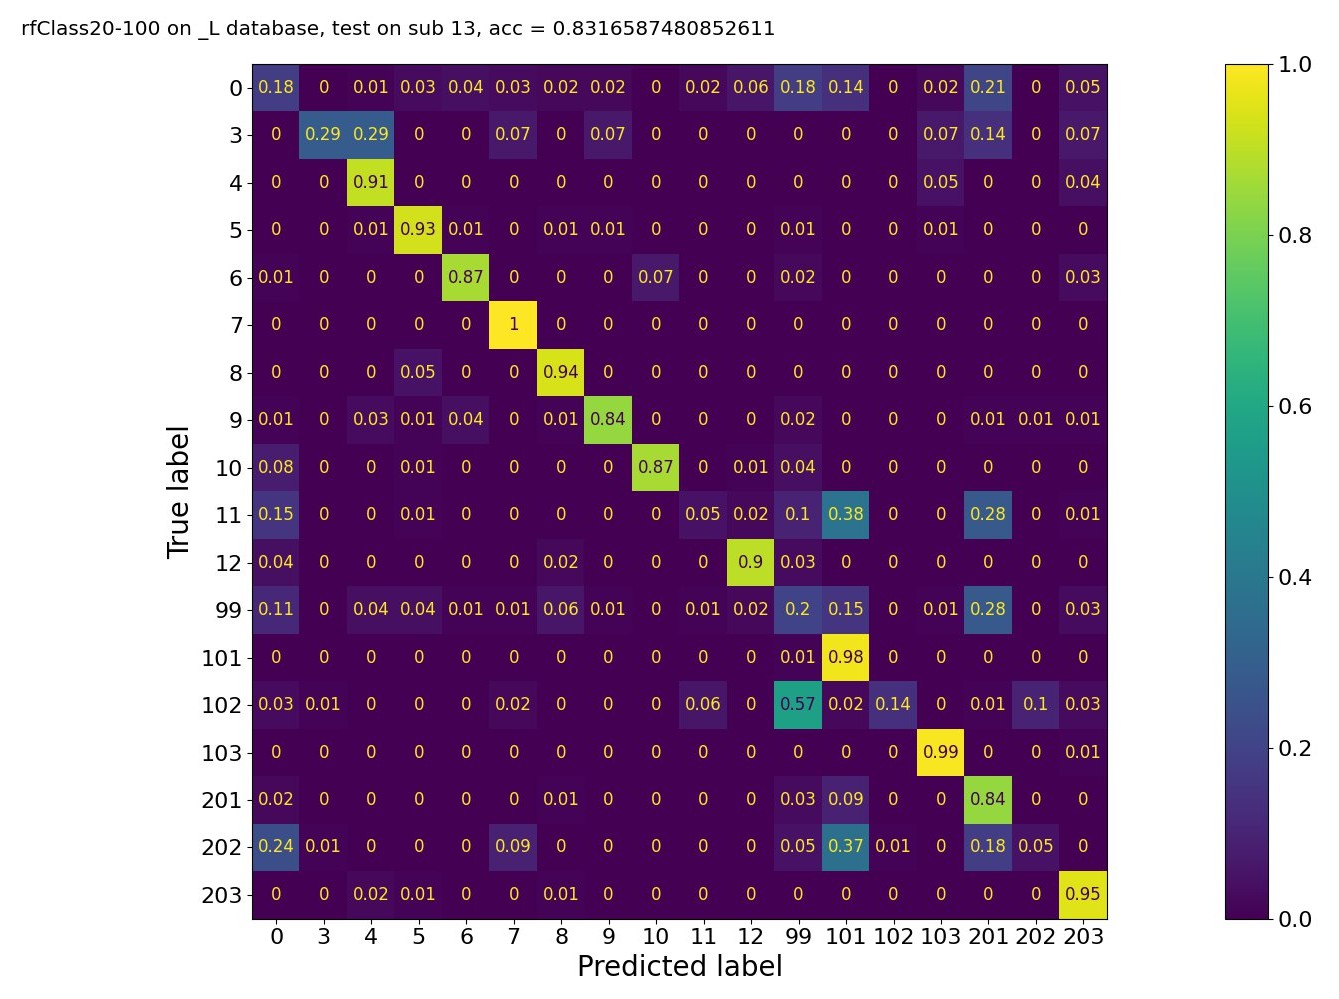 rfClass20-100 on _L database, test on sub 13, acc = 0.8316587480852611
0 0.18 0 0.01 0.03 0.04 0.03 0.02 0.02 0 0.02 0.06 0.18 0.14 0 0.02 0.21 0 0.05
3 0 0.29 0.29 0 0 0.07 0 0.07 0 0 0 0 0 0 0.07 0.14 0 0.07
4 0 0 0.91 0 0 0 0 0 0 0 0 0 0 0 0.05 0 0 0.04
5 0 0 0.01 0.93 0.01 0 0.01 0.01 0 0 0 0.01 0 0 0.01 0 0 0
6 0.01 0 0 0 0.87 0 0 0 0.07 0 0 0.02 0 0 0 0 0 0.03
7 0 0 0 0 0 1 0 0 0 0 0 0 0 0 0 0 0 0
8 0 0 0 0.05 0 0 0.94 0 0 0 0 0 0 0 0 0 0 0
9 0.01 0 0.03 0.01 0.04 0 0.01 0.84 0 0 0 0.02 0 0 0 0.01 0.01 0.01
10 0.08 0 0 0.01 0 0 0 0 0.87 0 0.01 0.04 0 0 0 0 0 0
11 0.15 0 0 0.01 0 0 0 0 0 0.05 0.02 0.1 0.38 0 0 0.28 0 0.01
12 0.04 0 0 0 0 0 0.02 0 0 0 0.9 0.03 0 0 0 0 0 0
99 0.11 0 0.04 0.04 0.01 0.01 0.06 0.01 0 0.01 0.02 0.2 0.15 0 0.01 0.28 0 0.03
101 0 0 0 0 0 0 0 0 0 0 0 0.01 0.98 0 0 0 0 0
102 0.03 0.01 0 0 0 0.02 0 0 0 0.06 0 0.57 0.02 0.14 0 0.01 0.1 0.03
103 0 0 0 0 0 0 0 0 0 0 0 0 0 0 0.99 0 0 0.01
201 0.02 0 0 0 0 0 0.01 0 0 0 0 0.03 0.09 0 0 0.84 0 0
202 0.24 0.01 0 0 0 0.09 0 0 0 0 0 0.05 0.37 0.01 0 0.18 0.05 0
203 0 0 0.02 0.01 0 0 0.01 0 0 0 0 0 0 0 0 0 0 0.95
0 3 4 5 6 7 8 9 10 11 12 99 101 102 103 201 202 203
Predicted label
True label
1.0
0.8
0.6
0.4
0.2
0.0